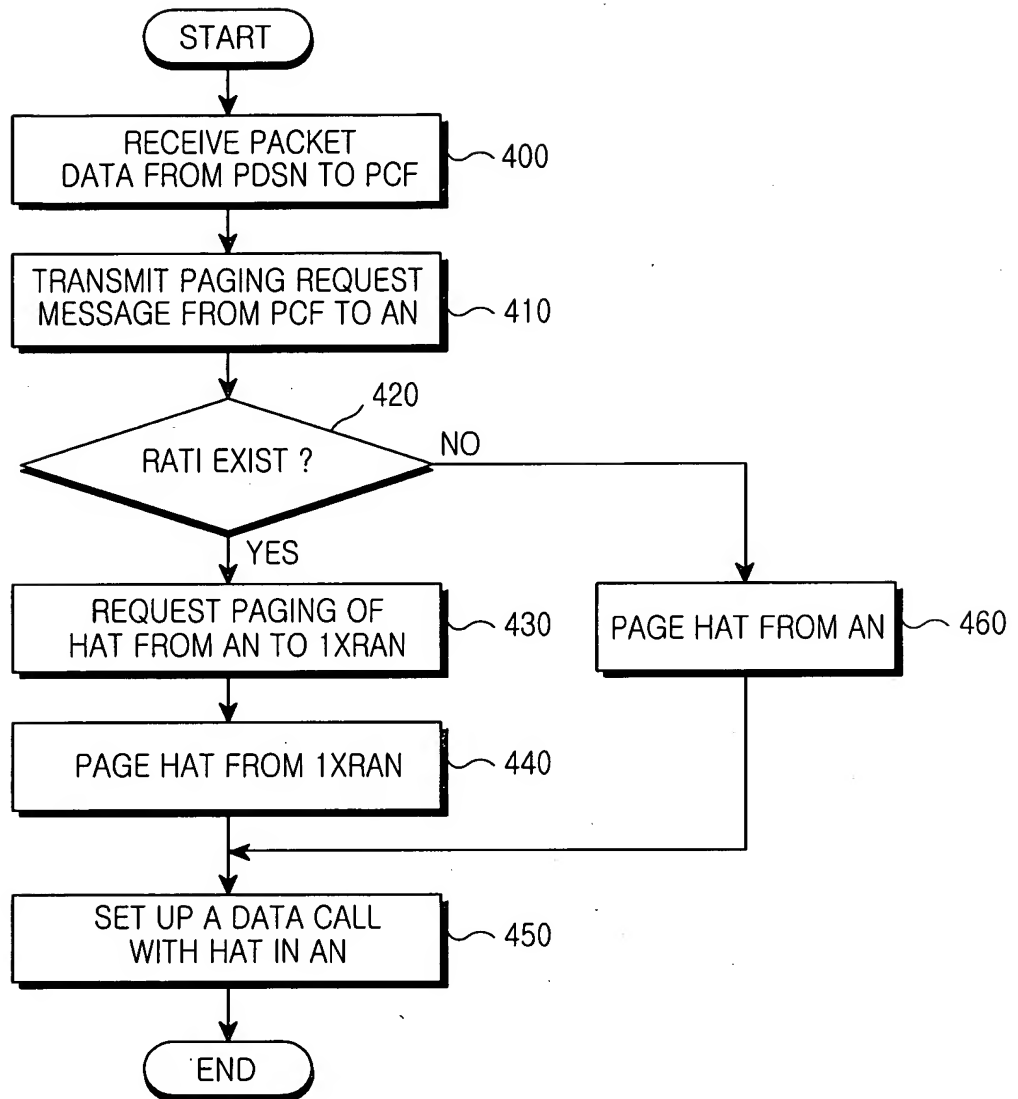 START
RECEIVE PACKET
DATA FROM PDSN TO PCF
400
TRANSMIT PAGING REQUEST
MESSAGE FROM PCF TO AN
410
420
RATI EXIST ?
NO
YES
REQUEST PAGING OF
HAT FROM AN TO 1XRAN
430
PAGE HAT FROM AN
460
PAGE HAT FROM 1XRAN
440
SET UP A DATA CALL
WITH HAT IN AN
450
END